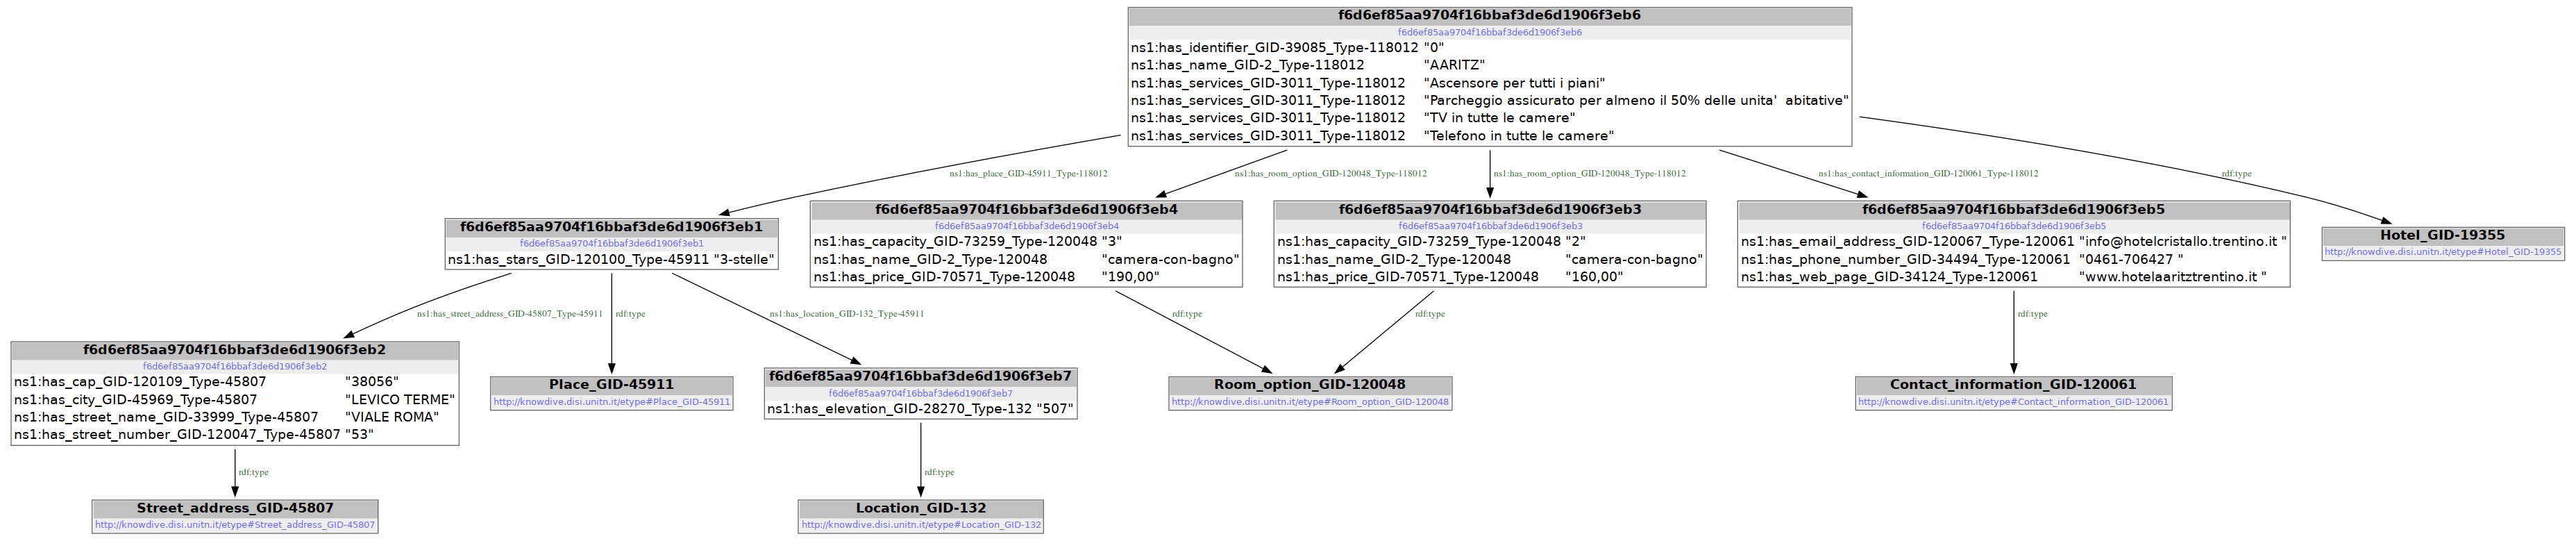 f6d6ef85aa9704f16bbaf3de6d1906f3eb6
f6d6ef85aa9704f16bbaf3de6d1906f3eb6
ns1:has_identifier_GID-39085_Type-118012 "0"
ns1:has_name_GID-2_Type-118012 "AARITZ"
ns1:has_services_GID-3011_Type-118012 "Ascensore per tutti i piani"
ns1:has_services_GID-3011_Type-118012 "Parcheggio assicurato per almeno il 50% delle unita'  abitative"
ns1:has_services_GID-3011_Type-118012 "TV in tutte le camere"
ns1:has_services_GID-3011_Type-118012 "Telefono in tutte le camere"
ns1:has_place_GID-45911_Type-118012
ns1:has_room_option_GID-120048_Type-118012
ns1:has_room_option_GID-120048_Type-118012
ns1:has_contact_information_GID-120061_Type-118012
rdf:type
f6d6ef85aa9704f16bbaf3de6d1906f3eb1
f6d6ef85aa9704f16bbaf3de6d1906f3eb1
ns1:has_stars_GID-120100_Type-45911 "3-stelle"
f6d6ef85aa9704f16bbaf3de6d1906f3eb4
f6d6ef85aa9704f16bbaf3de6d1906f3eb4
ns1:has_capacity_GID-73259_Type-120048 "3"
ns1:has_name_GID-2_Type-120048 "camera-con-bagno"
ns1:has_price_GID-70571_Type-120048 "190,00"
f6d6ef85aa9704f16bbaf3de6d1906f3eb3
f6d6ef85aa9704f16bbaf3de6d1906f3eb3
ns1:has_capacity_GID-73259_Type-120048 "2"
ns1:has_name_GID-2_Type-120048 "camera-con-bagno"
ns1:has_price_GID-70571_Type-120048 "160,00"
f6d6ef85aa9704f16bbaf3de6d1906f3eb5
f6d6ef85aa9704f16bbaf3de6d1906f3eb5
ns1:has_email_address_GID-120067_Type-120061 "info@hotelcristallo.trentino.it "
ns1:has_phone_number_GID-34494_Type-120061 "0461-706427 "
ns1:has_web_page_GID-34124_Type-120061 "www.hotelaaritztrentino.it "
Hotel_GID-19355
http://knowdive.disi.unitn.it/etype#Hotel_GID-19355
ns1:has_street_address_GID-45807_Type-45911
rdf:type
ns1:has_location_GID-132_Type-45911
rdf:type
rdf:type
rdf:type
f6d6ef85aa9704f16bbaf3de6d1906f3eb2
f6d6ef85aa9704f16bbaf3de6d1906f3eb2
ns1:has_cap_GID-120109_Type-45807 "38056"
ns1:has_city_GID-45969_Type-45807 "LEVICO TERME"
ns1:has_street_name_GID-33999_Type-45807 "VIALE ROMA"
ns1:has_street_number_GID-120047_Type-45807 "53"
Place_GID-45911
http://knowdive.disi.unitn.it/etype#Place_GID-45911
f6d6ef85aa9704f16bbaf3de6d1906f3eb7
f6d6ef85aa9704f16bbaf3de6d1906f3eb7
ns1:has_elevation_GID-28270_Type-132 "507"
Room_option_GID-120048
http://knowdive.disi.unitn.it/etype#Room_option_GID-120048
Contact_information_GID-120061
http://knowdive.disi.unitn.it/etype#Contact_information_GID-120061
rdf:type
rdf:type
Street_address_GID-45807
http://knowdive.disi.unitn.it/etype#Street_address_GID-45807
Location_GID-132
http://knowdive.disi.unitn.it/etype#Location_GID-132